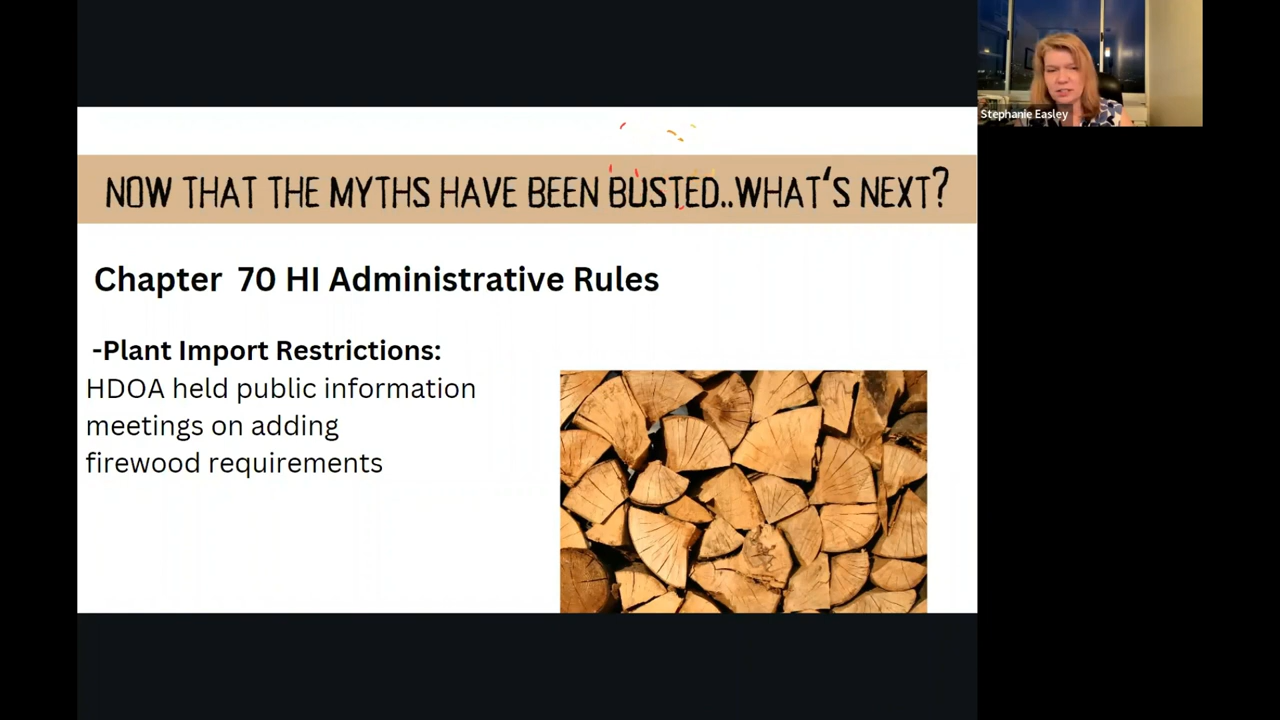 NOW THAT THE MYTHS HAVE BEEN BUSTED..WHAT'S NEXT?
Chapter 70 HI Administrative Rules
-Plant Import Restrictions:
HDOA held public information
meetings on adding
firewood requirements
Stephanie Easley